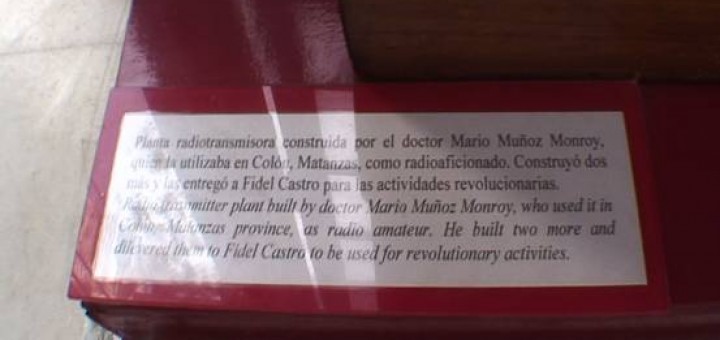 Planta radiotransmisora construida por el doctor Mario Muñoz Monroy,
quien la utilizaba en Colón, Matanzas, como radioaficionado. Construyó dos
más y las entregó a Fidel Castro para las actividades revolucionarias.
Radio transmitter plant built by doctor Mario Muñoz Monroy, who used it in
Colón, Matanzas province, as radio amateur. He built two more and
dilevered them to Fidel Castro to be used for revolutionary activities.